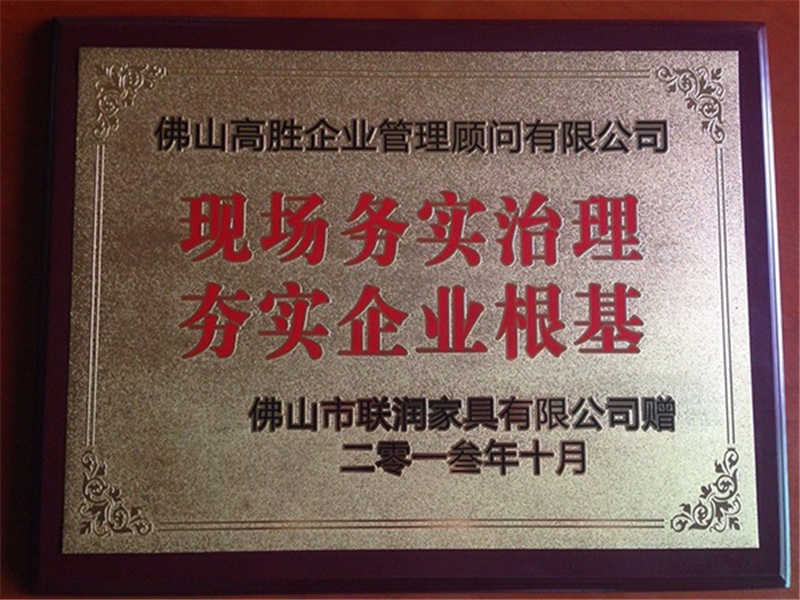 佛山高胜企业管理顾问有限公司
现场务实治理
夯实企业根基
佛山市联润家具有限公司赠
二零一叁年十月